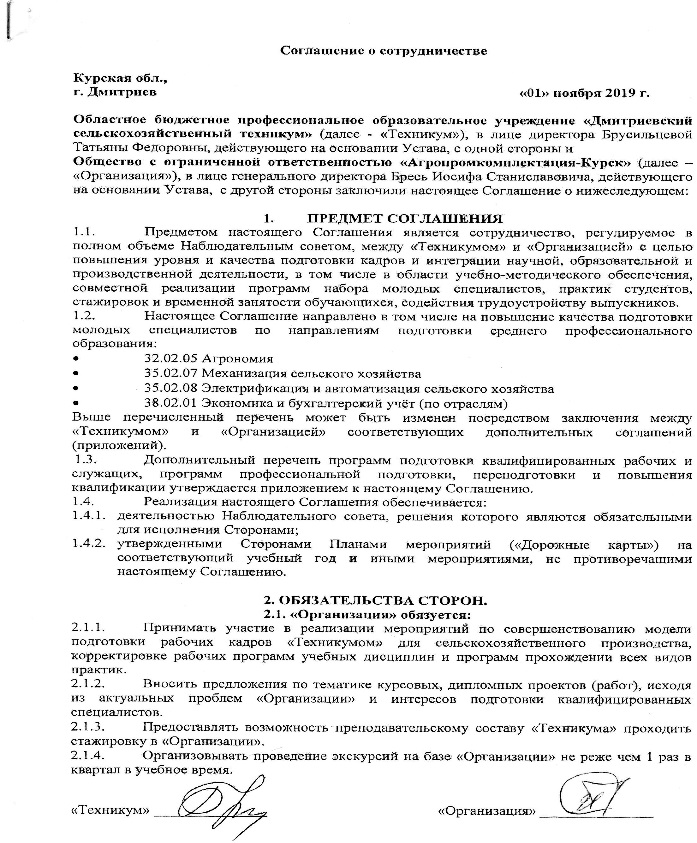 Соглашение о сотрудничестве
Курская обл.,
г. Дмитриев «01» ноября 2019 г.
Областное бюджетное профессиональное образовательное учреждение «Дмитриевский
сельскохозяйственный техникум» (далее - «Техникум»), в лице директора Брусильцевой
Татьяны Федоровны, действующего на основании Устава, с одной стороны и
Общество с ограниченной ответственностью «Агропромкомплектация-Курск» (далее –
«Организация»), в лице генерального директора Бресь Иосифа Станиславовича, действующего
на основании Устава, с другой стороны заключили настоящее Соглашение о нижеследующем:
1. ПРЕДМЕТ СОГЛАШЕНИЯ
1.1. Предметом настоящего Соглашения является сотрудничество, регулируемое в
полном объеме Наблюдательным советом, между «Техникумом» и «Организацией» с целью
повышения уровня и качества подготовки кадров и интеграции научной, образовательной и
производственной деятельности, в том числе в области учебно-методического обеспечения,
совместной реализации программ набора молодых специалистов, практик студентов,
стажировок и временной занятости обучающихся, содействия трудоустройству выпускников.
1.2. Настоящее Соглашение направлено в том числе на повышение качества подготовки
молодых специалистов по направлениям подготовки среднего профессионального
образования:
• 32.02.05 Агрономия
• 35.02.07 Механизация сельского хозяйства
• 35.02.08 Электрификация и автоматизация сельского хозяйства
• 38.02.01 Экономика и бухгалтерский учёт (по отраслям)
Выше перечисленный перечень может быть изменен посредством заключения между
«Техникумом» и «Организацией» соответствующих дополнительных соглашений
(приложений).
1.3. Дополнительный перечень программ подготовки квалифицированных рабочих и
служащих, программ профессиональной подготовки, переподготовки и повышения
квалификации утверждается приложением к настоящему Соглашению.
1.4. Реализация настоящего Соглашения обеспечивается:
1.4.1. деятельностью Наблюдательного совета, решения которого являются обязательными
для исполнения Сторонами;
1.4.2. утвержденными Сторонами Планами мероприятий («Дорожные карты») на
соответствующий учебный год и иными мероприятиями, не противоречащими
настоящему Соглашению.
2. ОБЯЗАТЕЛЬСТВА СТОРОН.
2.1. «Организация» обязуется:
2.1.1. Принимать участие в реализации мероприятий по совершенствованию модели
подготовки рабочих кадров «Техникумом» для сельскохозяйственного производства,
корректировке рабочих программ учебных дисциплин и программ прохождении всех видов
практик.
2.1.2. Вносить предложения по тематике курсовых, дипломных проектов (работ), исходя
из актуальных проблем «Организации» и интересов подготовки квалифицированных
специалистов.
2.1.3. Предоставлять возможность преподавательскому составу «Техникума» проходить
стажировку в «Организации».
2.1.4. Организовывать проведение экскурсий на базе «Организации» не реже чем 1 раз в
квартал в учебное время.
«Техникум» «Организация»